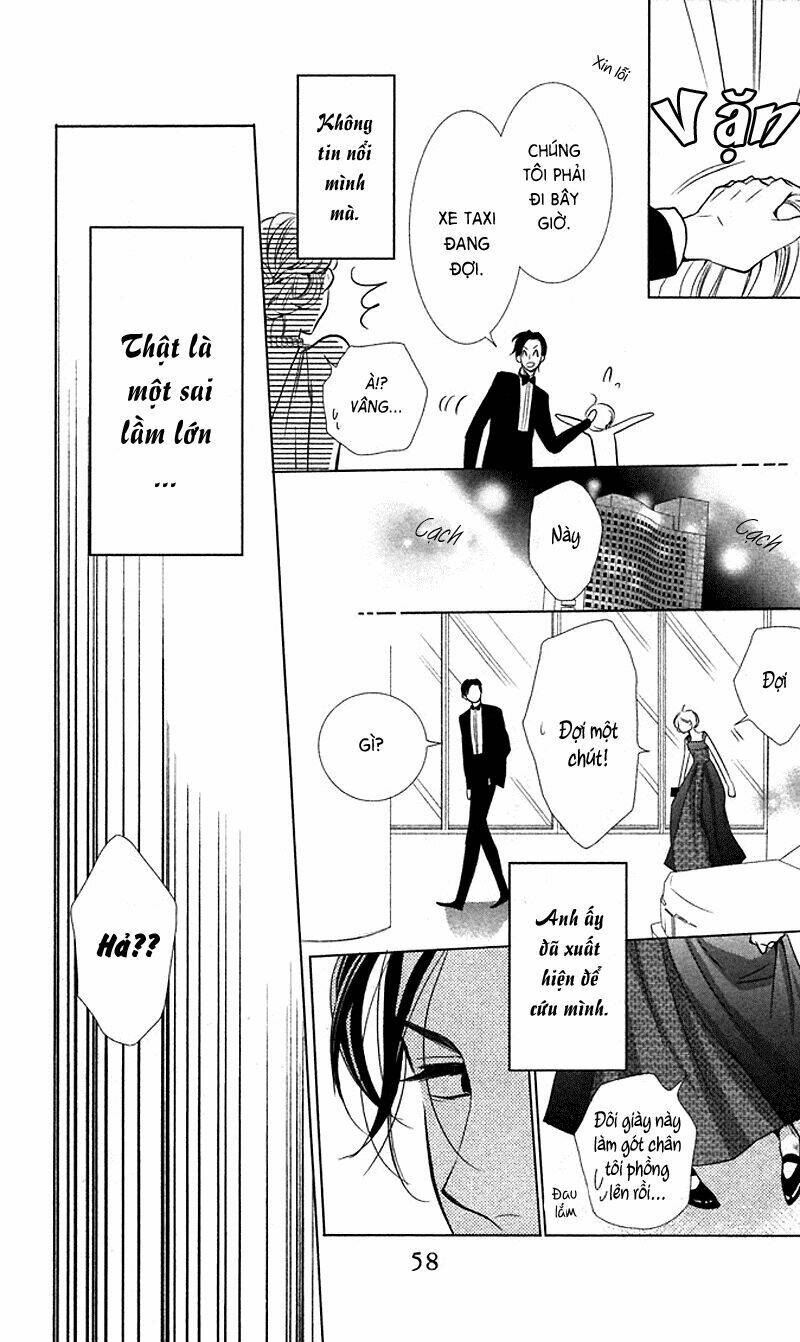 Vặn
Xin lỗi
CHÚNG
TÔI PHẢI
ĐI BÂY
GIỜ.
XE TAXI
ĐANG
ĐỢI.
Không
tin nổi
mình
mà.
À!?
VÂNG...
Cạch
Này
Cạch
Đợi
Đợi một
chút!
GÌ?
Anh ấy
đã xuất
hiện để
cứu mình.
Đôi giày này
làm gót chân
tôi phồng
lên rồi...
Đau
lắm
Thật là
một sai
lầm lớn
...
Hả??
58